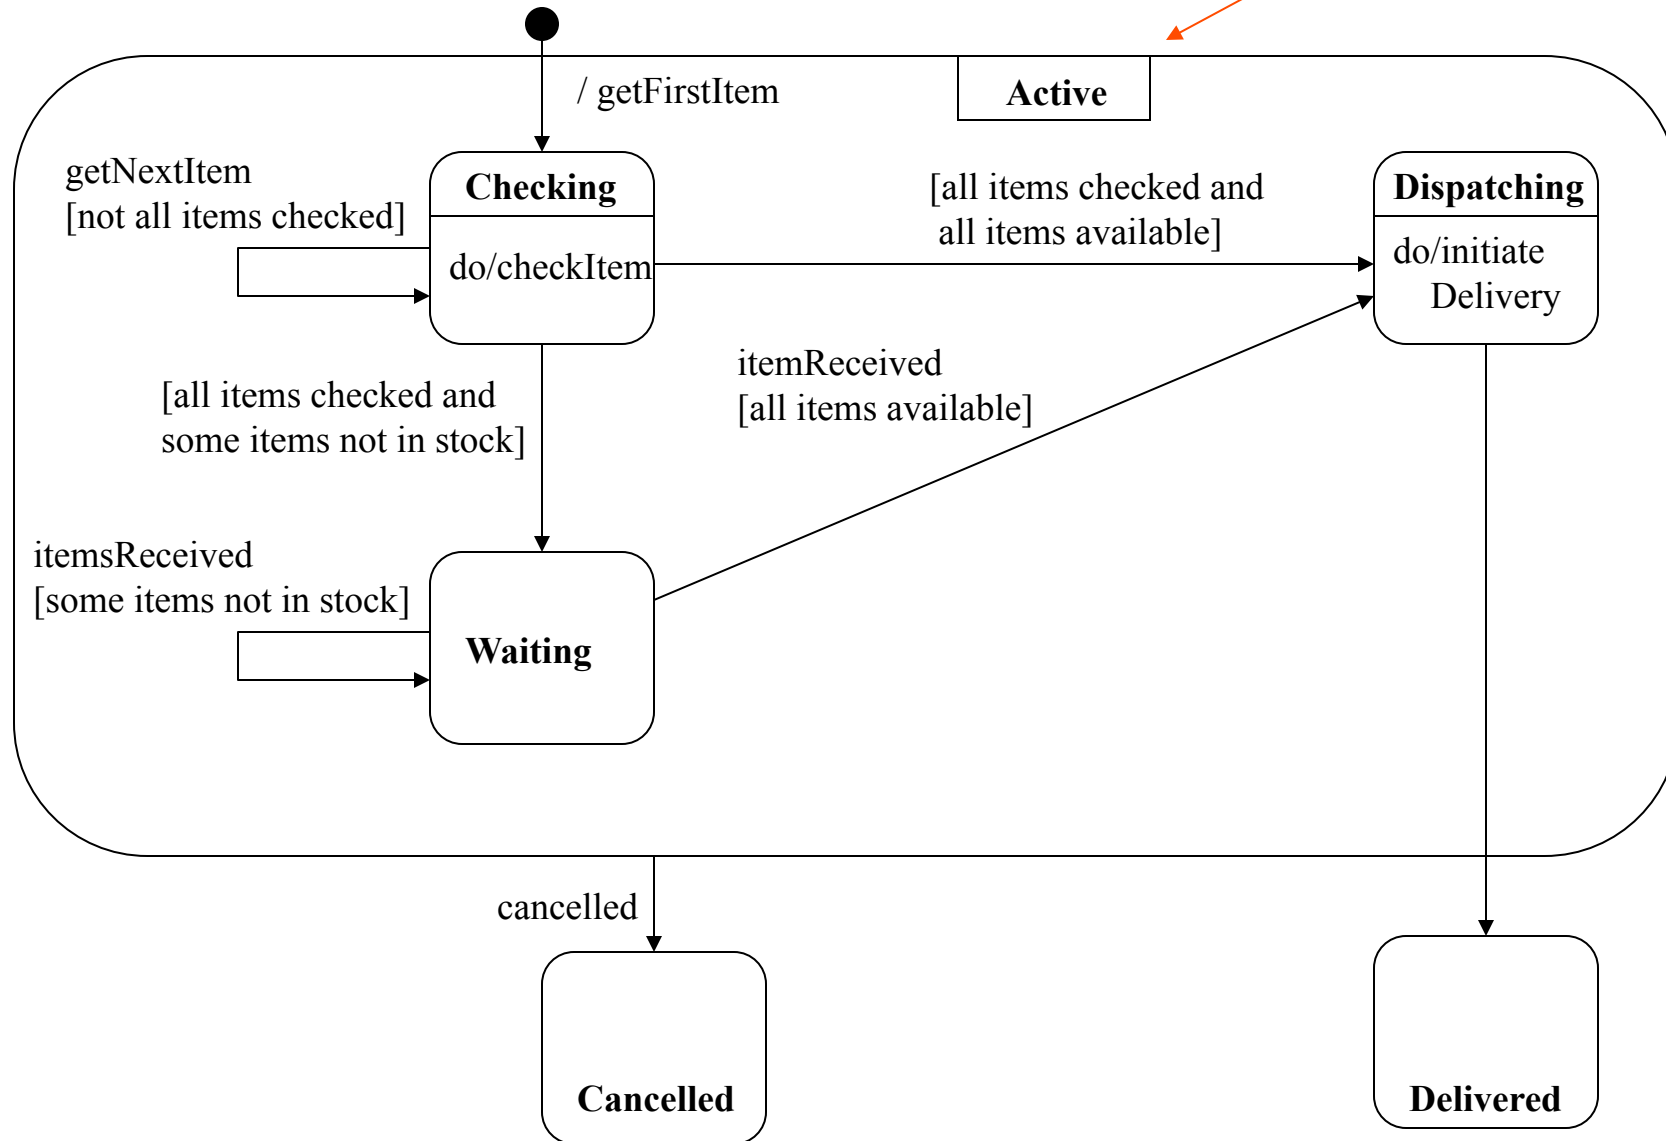 / getFirstItem
Active
getNextItem
[not all items checked]
Checking
do/checkItem
[all items checked and
all items available]
Dispatching
do/initiate
Delivery
[all items checked and
some items not in stock]
itemReceived
[all items available]
itemsReceived
[some items not in stock]
Waiting
cancelled
Cancelled
Delivered